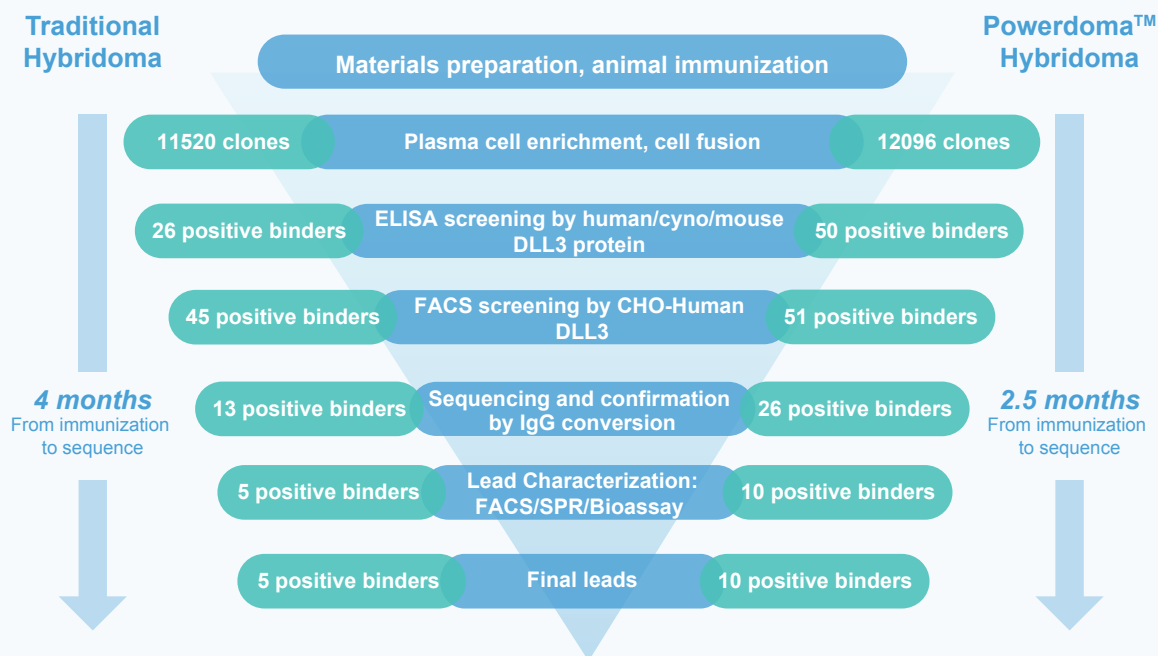 Traditional
Hybridoma
Powerdoma™
Hybridoma
Materials preparation, animal immunization
11520 clones
Plasma cell enrichment, cell fusion
12096 clones
26 positive binders
ELISA screening by human/cyno/mouse
DLL3 protein
50 positive binders
45 positive binders
FACS screening by CHO-Human
DLL3
51 positive binders
4 months
From immunization
to sequence
13 positive binders
Sequencing and confirmation
by IgG conversion
26 positive binders
2.5 months
From immunization
to sequence
5 positive binders
Lead Characterization:
FACS/SPR/Bioassay
10 positive binders
5 positive binders
Final leads
10 positive binders